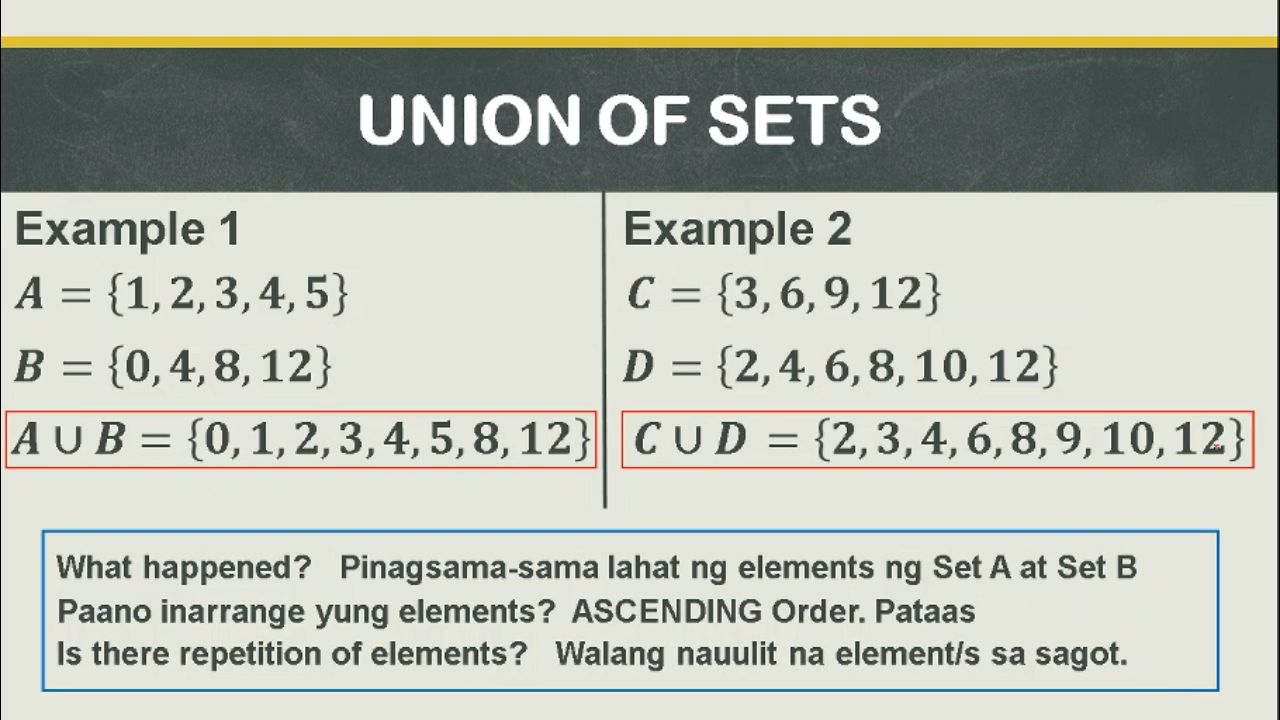 UNION OF SETS
Example 1
A = {1, 2, 3, 4, 5}
B = {0, 4, 8, 12}
A ∪ B = {0, 1, 2, 3, 4, 5, 8, 12}
Example 2
C = {3, 6, 9, 12}
D = {2, 4, 6, 8, 10, 12}
C ∪ D = {2, 3, 4, 6, 8, 9, 10, 12}
What happened? Pinagsama-sama lahat ng elements ng Set A at Set B
Paano inarrange yung elements? ASCENDING Order. Pataas
Is there repetition of elements? Walang nauulit na element/s sa sagot.